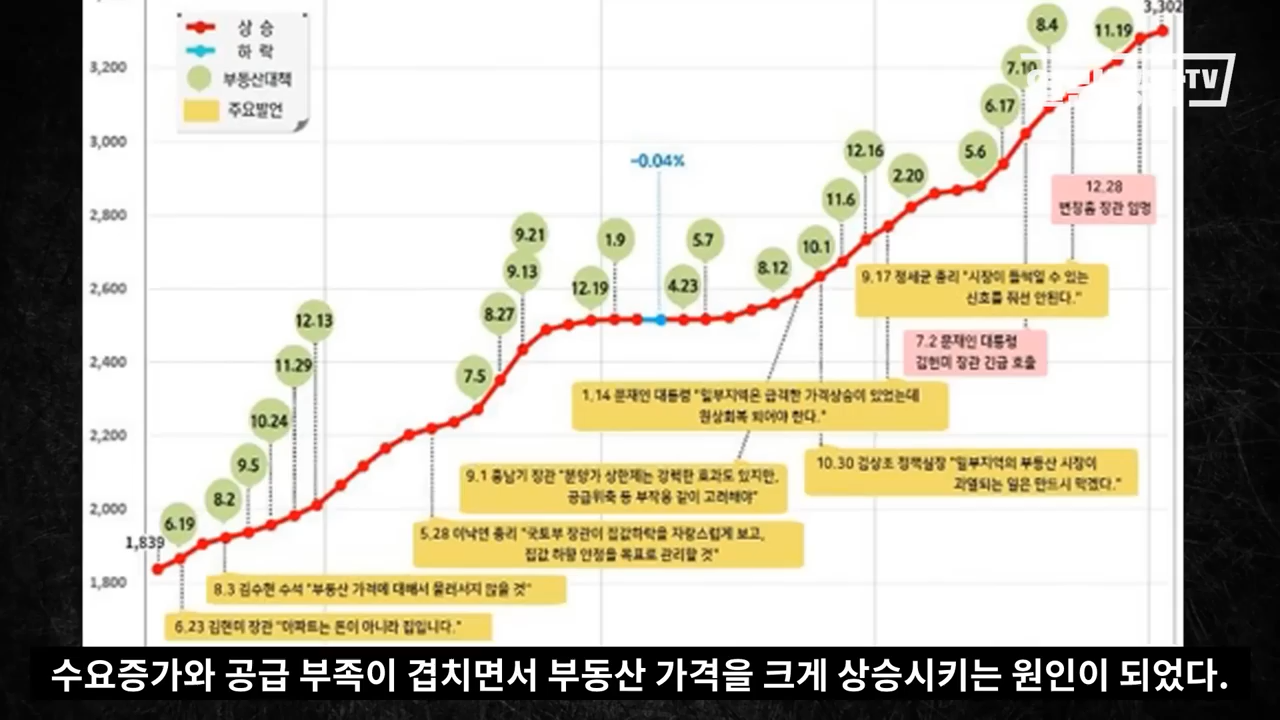 3,302
상 승
하 락
부동산대책
주요발언
3,200
3,000
2,800
2,600
2,400
2,200
2,000
1,800
1,839
6.19
8.2
9.5
10.24
11.29
12.13
7.5
8.27
9.13
9.21
12.19
1.9
-0.04%
4.23
5.7
8.12
10.1
11.6
12.16
2.20
5.6
6.17
7.10
8.4
11.19
TV
12.28
변창흠 장관 임명
9.17 정세균 총리 "시장이 들썩일 수 있는
신호를 줘선 안된다."
7.2 문재인 대통령
김현미 장관 긴급 호출
1.14 문재인 대통령 "일부지역은 급격한 가격상승이 있었는데
원상회복 되어야 한다."
10.30 김상조 정책실장 "일부지역의 부동산 시장이
과열되는 일은 반드시 막겠다."
9.1 홍남기 장관 "분양가 상한제는 강력한 효과도 있지만,
공급위축 등 부작용 같이 고려해야"
5.28 이낙연 총리 "국토부 장관이 집값하락을 자랑스럽게 보고,
집값 하향 안정을 목표로 관리할 것"
8.3 김수현 수석 "부동산 가격에 대해서 물러서지 않을 것"
6.23 김현미 장관 "아파트는 돈이 아니라 집입니다."
수요증가와 공급 부족이 겹치면서 부동산 가격을 크게 상승시키는 원인이 되었다.